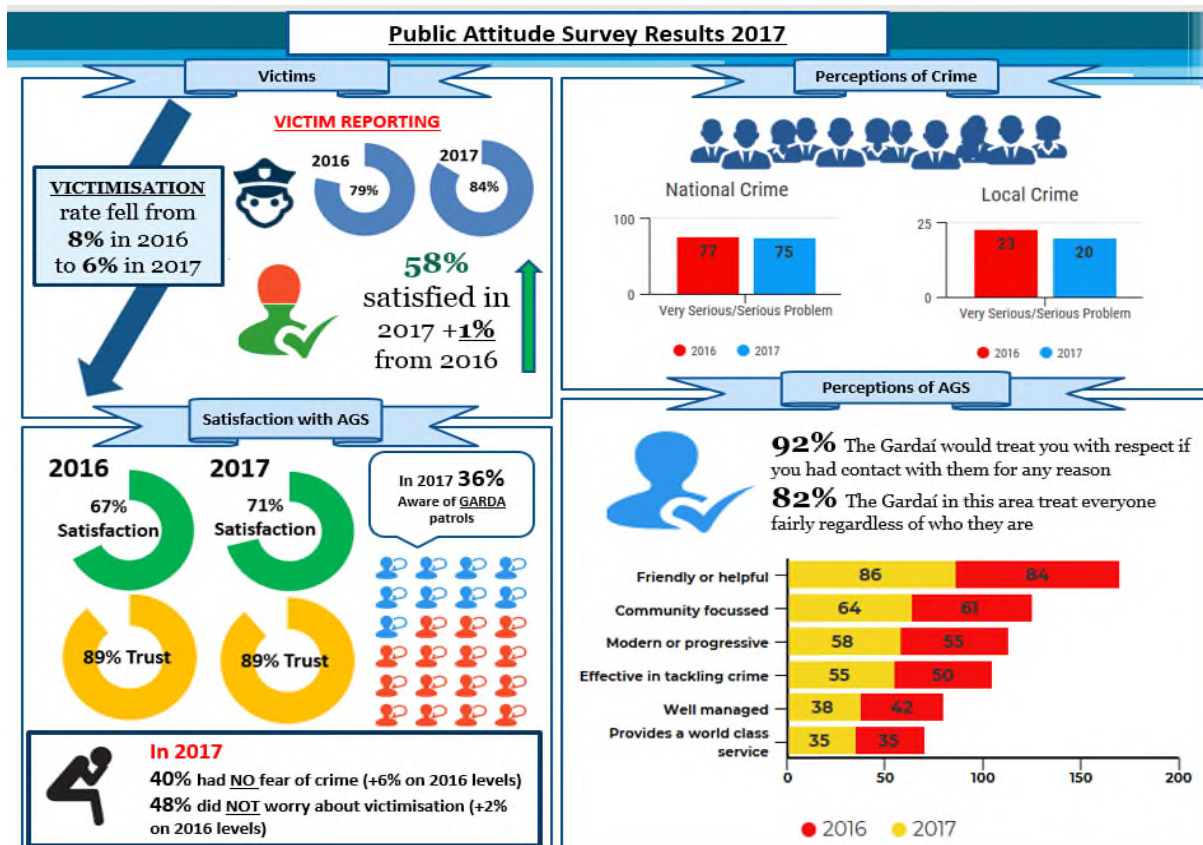 Public Attitude Survey Results 2017
Victims
VICTIM REPORTING
2016
79%
2017
84%
VICTIMISATION
rate fell from
8% in 2016
to 6% in 2017
58%
satisfied in
2017 +1%
from 2016
Perceptions of Crime
National Crime
100
0
77
75
Very Serious/Serious Problem
2016
2017
Local Crime
25
0
23
20
Very Serious/Serious Problem
2016
2017
Satisfaction with AGS
2016
67%
Satisfaction
2017
71%
Satisfaction
89% Trust
89% Trust
In 2017 36%
Aware of GARDA
patrols
In 2017
40% had NO fear of crime (+6% on 2016 levels)
48% did NOT worry about victimisation (+2%
on 2016 levels)
Perceptions of AGS
92% The Gardaí would treat you with respect if
you had contact with them for any reason
82% The Gardaí in this area treat everyone
fairly regardless of who they are
Friendly or helpful
86
84
Community focussed
64
61
Modern or progressive
58
55
Effective in tackling crime
55
50
Well managed
38
42
Provides a world class
service
35
35
0
50
100
150
200
2016
2017